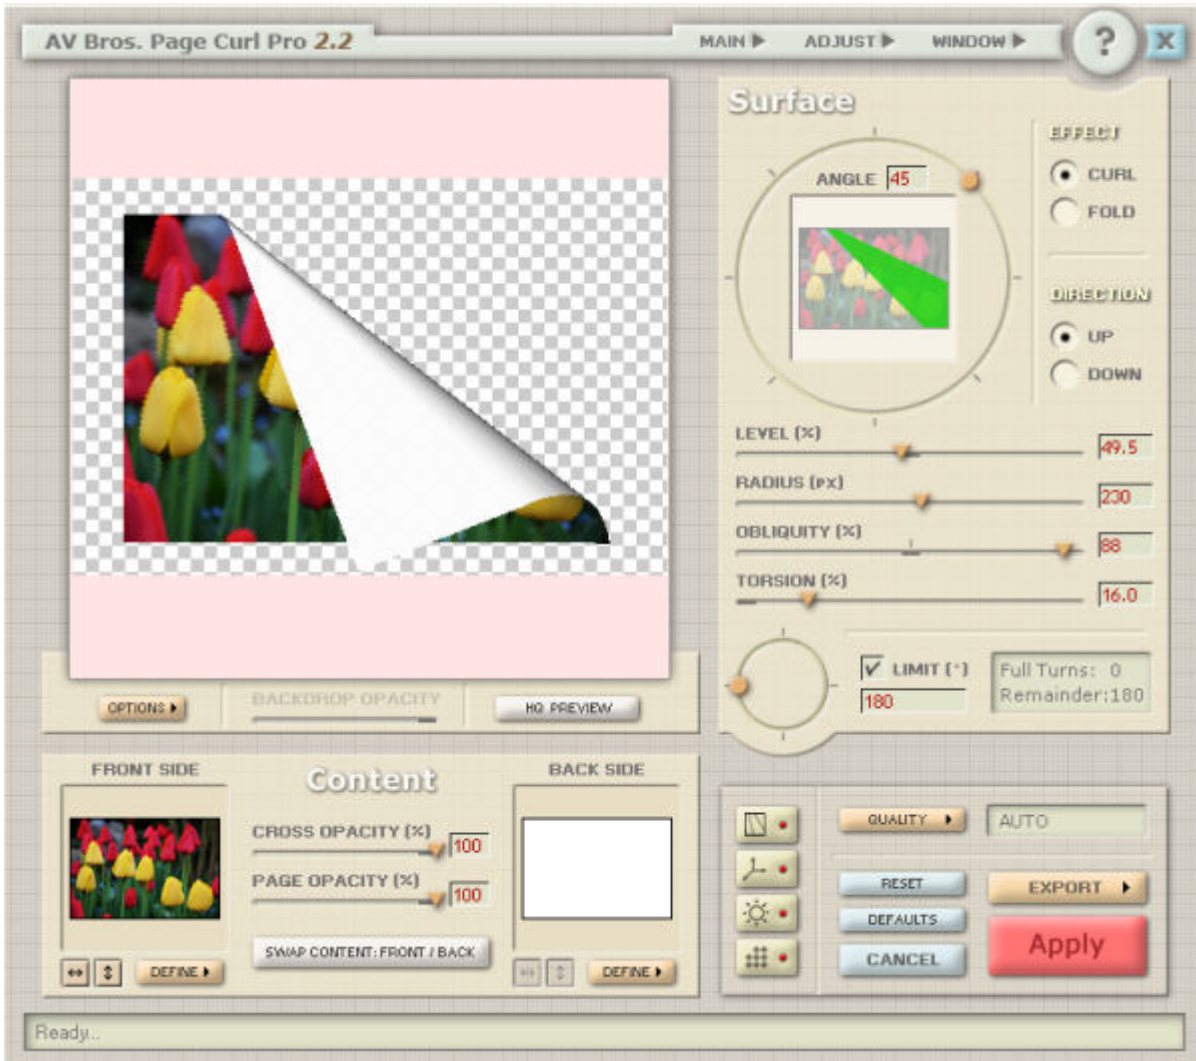 AV Bros. Page Curl Pro 2.2
MAIN
ADJUST
WINDOW
?
X
Surface
ANGLE 45
EFFECT
CURL
FOLD
DIRECTION
UP
DOWN
LEVEL (%)
49.5
RADIUS (PX)
230
OBLIQUITY (%)
88
TORSION (%)
16.0
LIMIT (°)
180
Full Turns: 0
Remainder:180
OPTIONS
BACKDROP OPACITY
HQ PREVIEW
FRONT SIDE
Content
BACK SIDE
CROSS OPACITY (%)
100
PAGE OPACITY (%)
100
SWAP CONTENT: FRONT / BACK
DEFINE
DEFINE
QUALITY
AUTO
RESET
DEFAULTS
CANCEL
EXPORT
Apply
Ready...